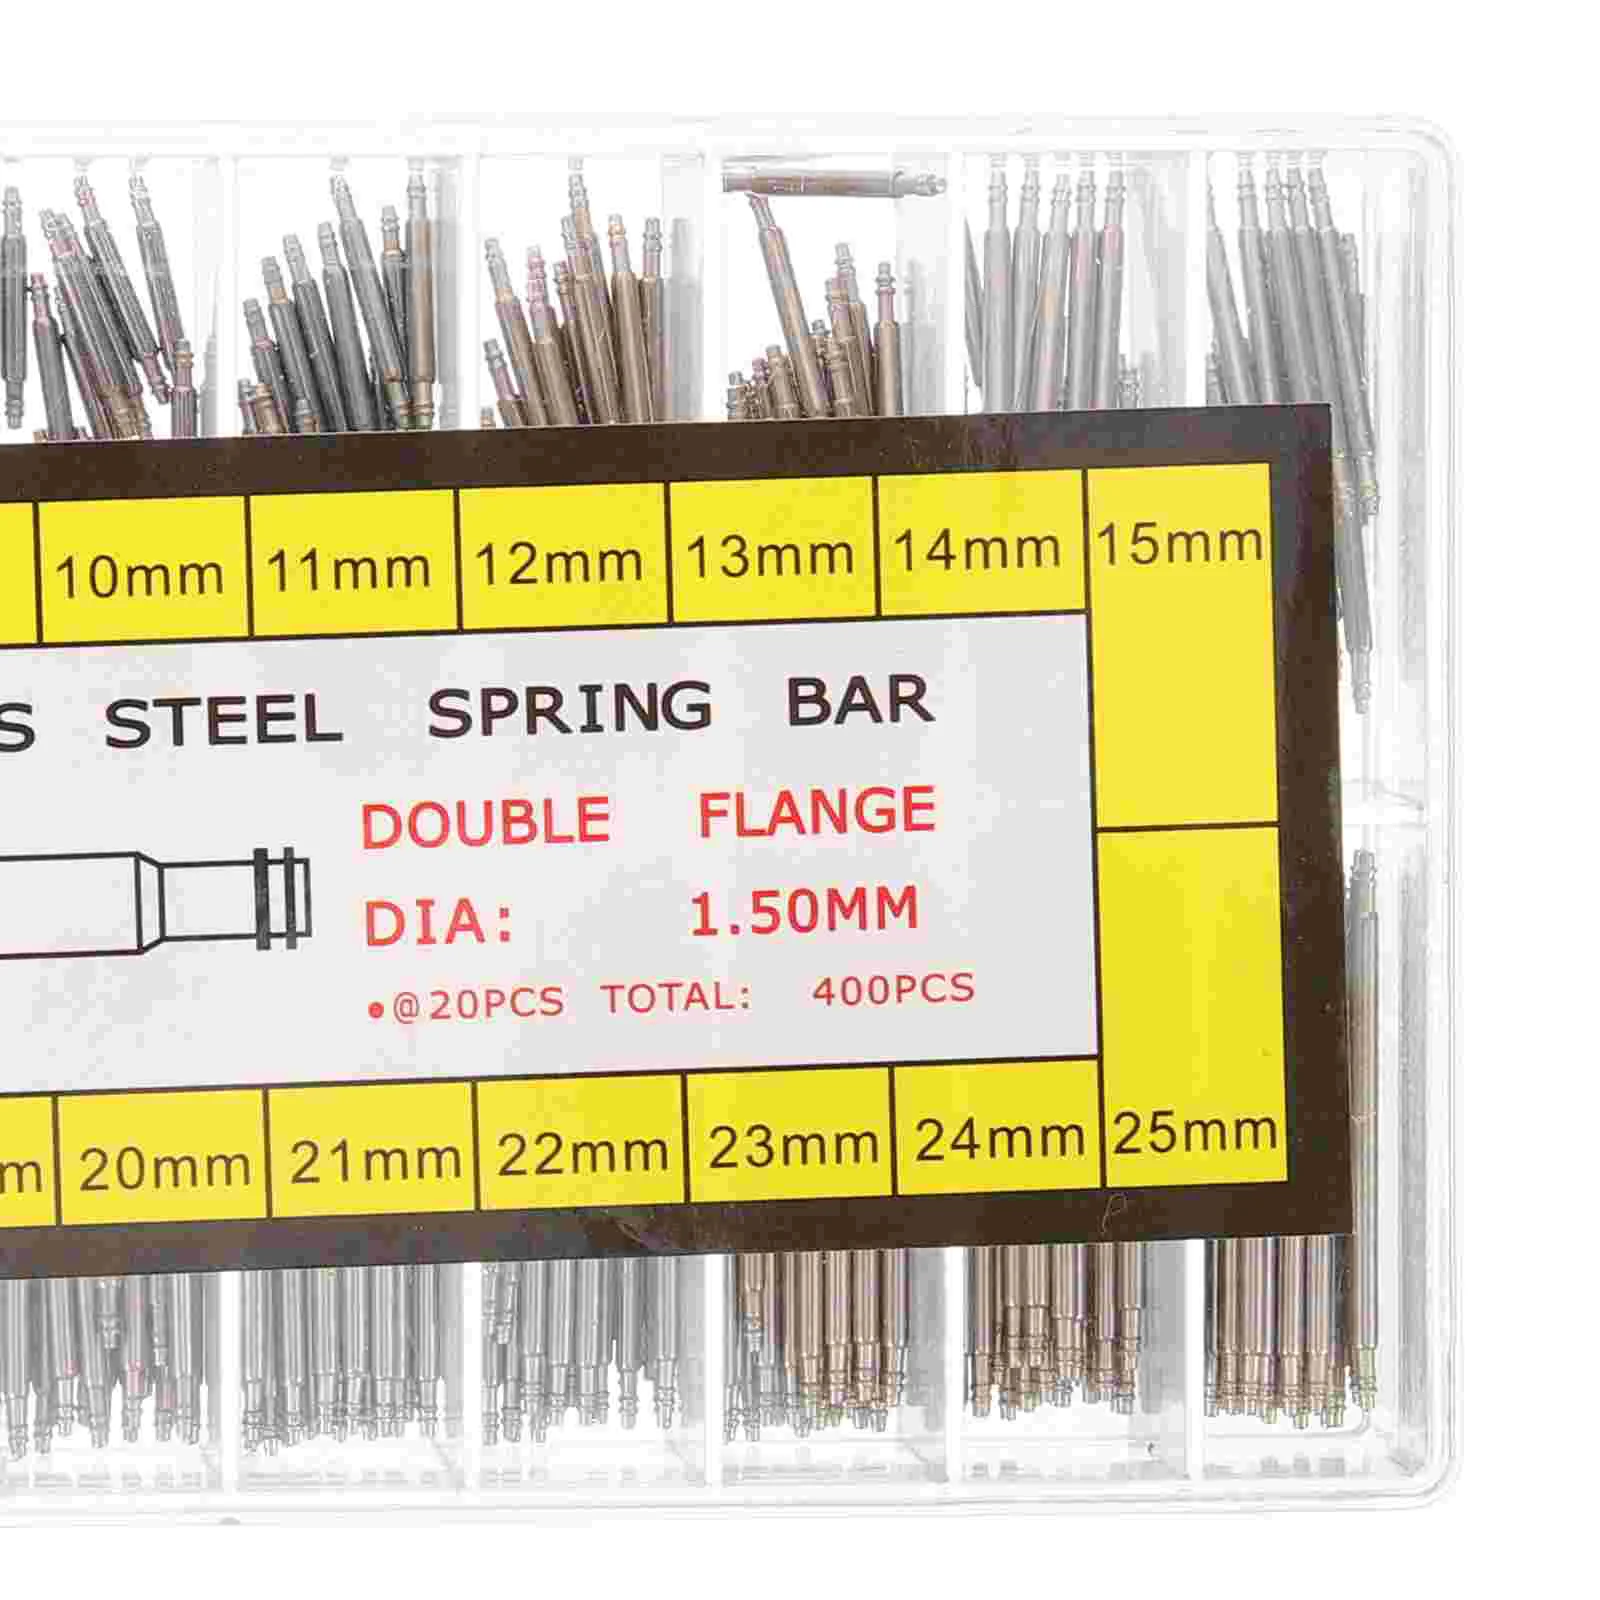 10mm 11mm 12mm 13mm 14mm 15mm
S STEEL SPRING BAR
DOUBLE FLANGE
DIA: 1.50MM
•@20PCS TOTAL: 400PCS
m 20mm 21mm 22mm 23mm 24mm 25mm